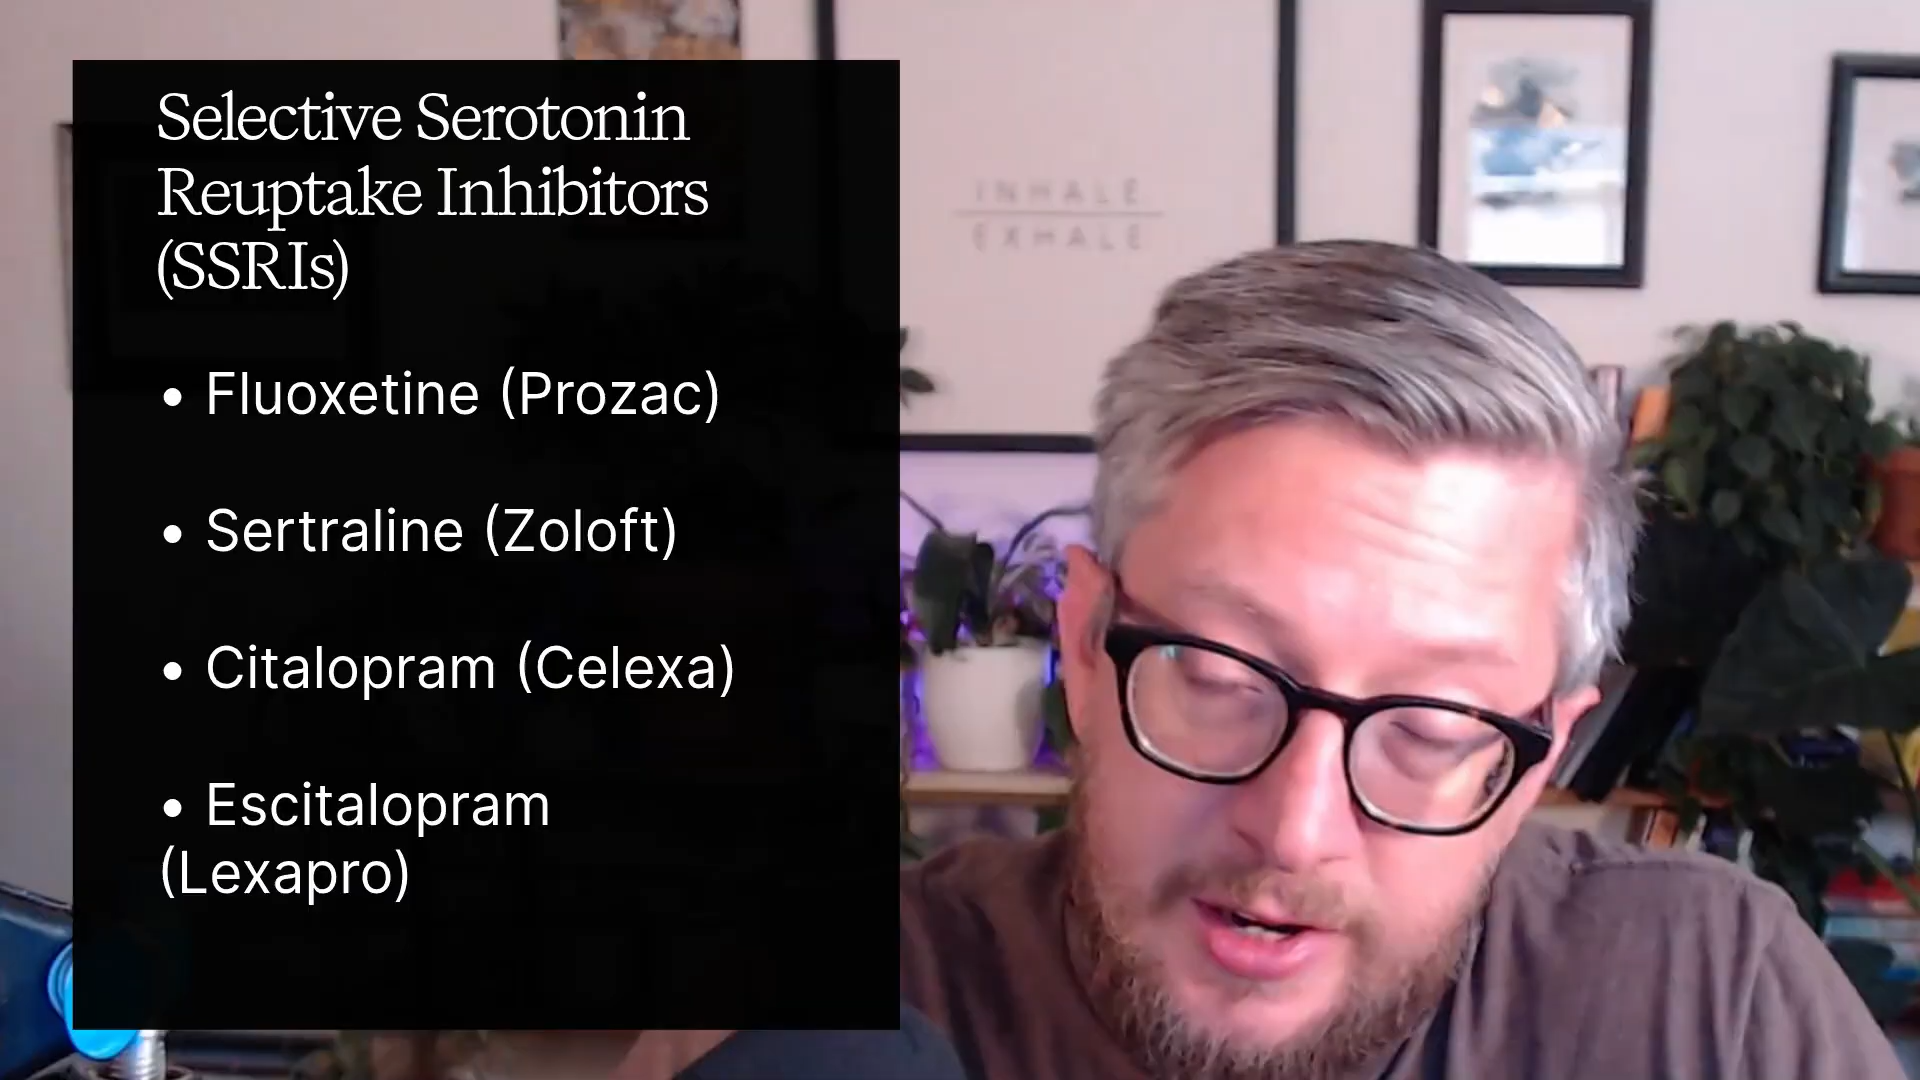 Selective Serotonin
Reuptake Inhibitors
(SSRIs)
• Fluoxetine (Prozac)
• Sertraline (Zoloft)
• Citalopram (Celexa)
• Escitalopram
(Lexapro)
INHALE
EXHALE